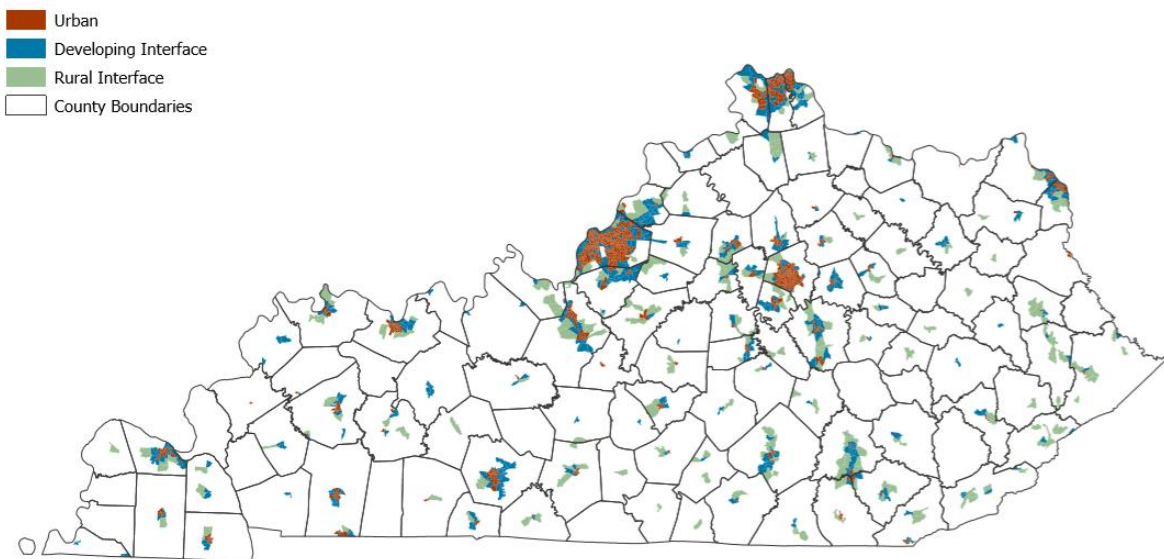 Urban
Developing Interface
Rural Interface
County Boundaries